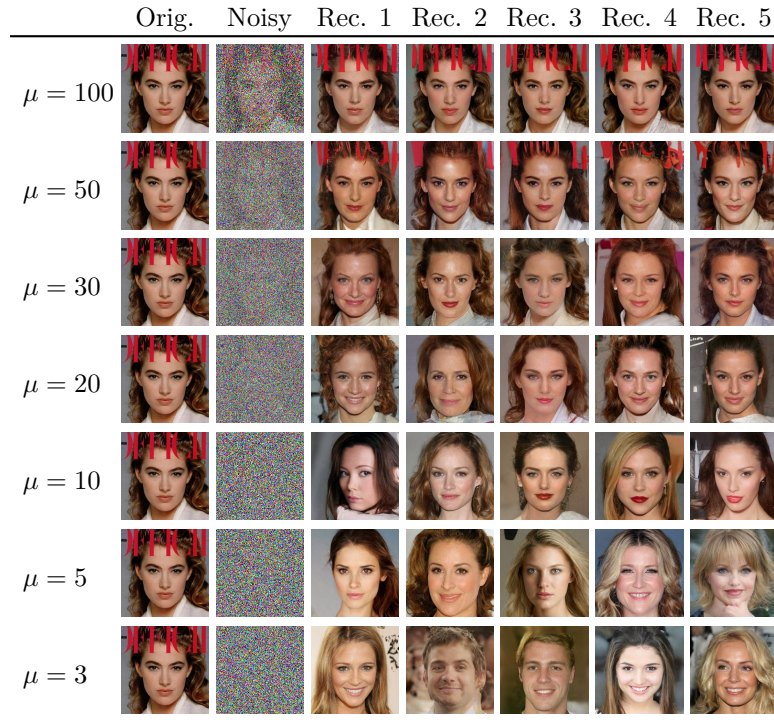 Orig. Noisy Rec. 1 Rec. 2 Rec. 3 Rec. 4 Rec. 5
μ = 100
μ = 50
μ = 30
μ = 20
μ = 10
μ = 5
μ = 3